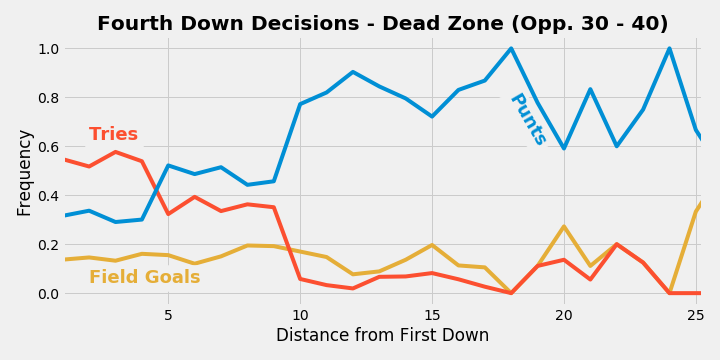 Fourth Down Decisions - Dead Zone (Opp. 30 - 40)
1.0
0.8
0.6
0.4
0.2
0.0
Frequency
Tries
Punts
Field Goals
5
10
15
20
25
Distance from First Down